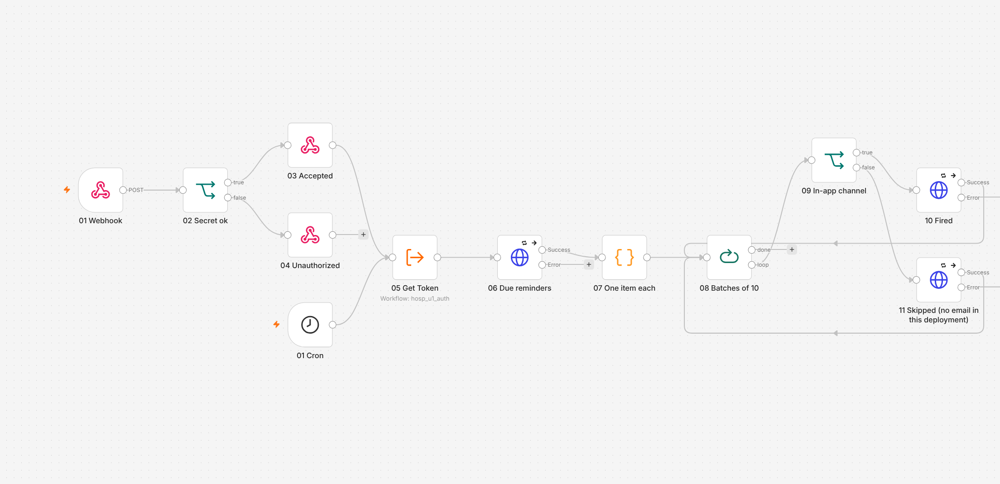 POST
01 Webhook
true
false
02 Secret ok
03 Accepted
04 Unauthorized
01 Cron
05 Get Token
Workflow: hosp_u1_auth
Success
Error
06 Due reminders
07 One item each
done
loop
08 Batches of 10
true
false
09 In-app channel
Success
Error
10 Fired
Success
Error
11 Skipped (no email in
this deployment)